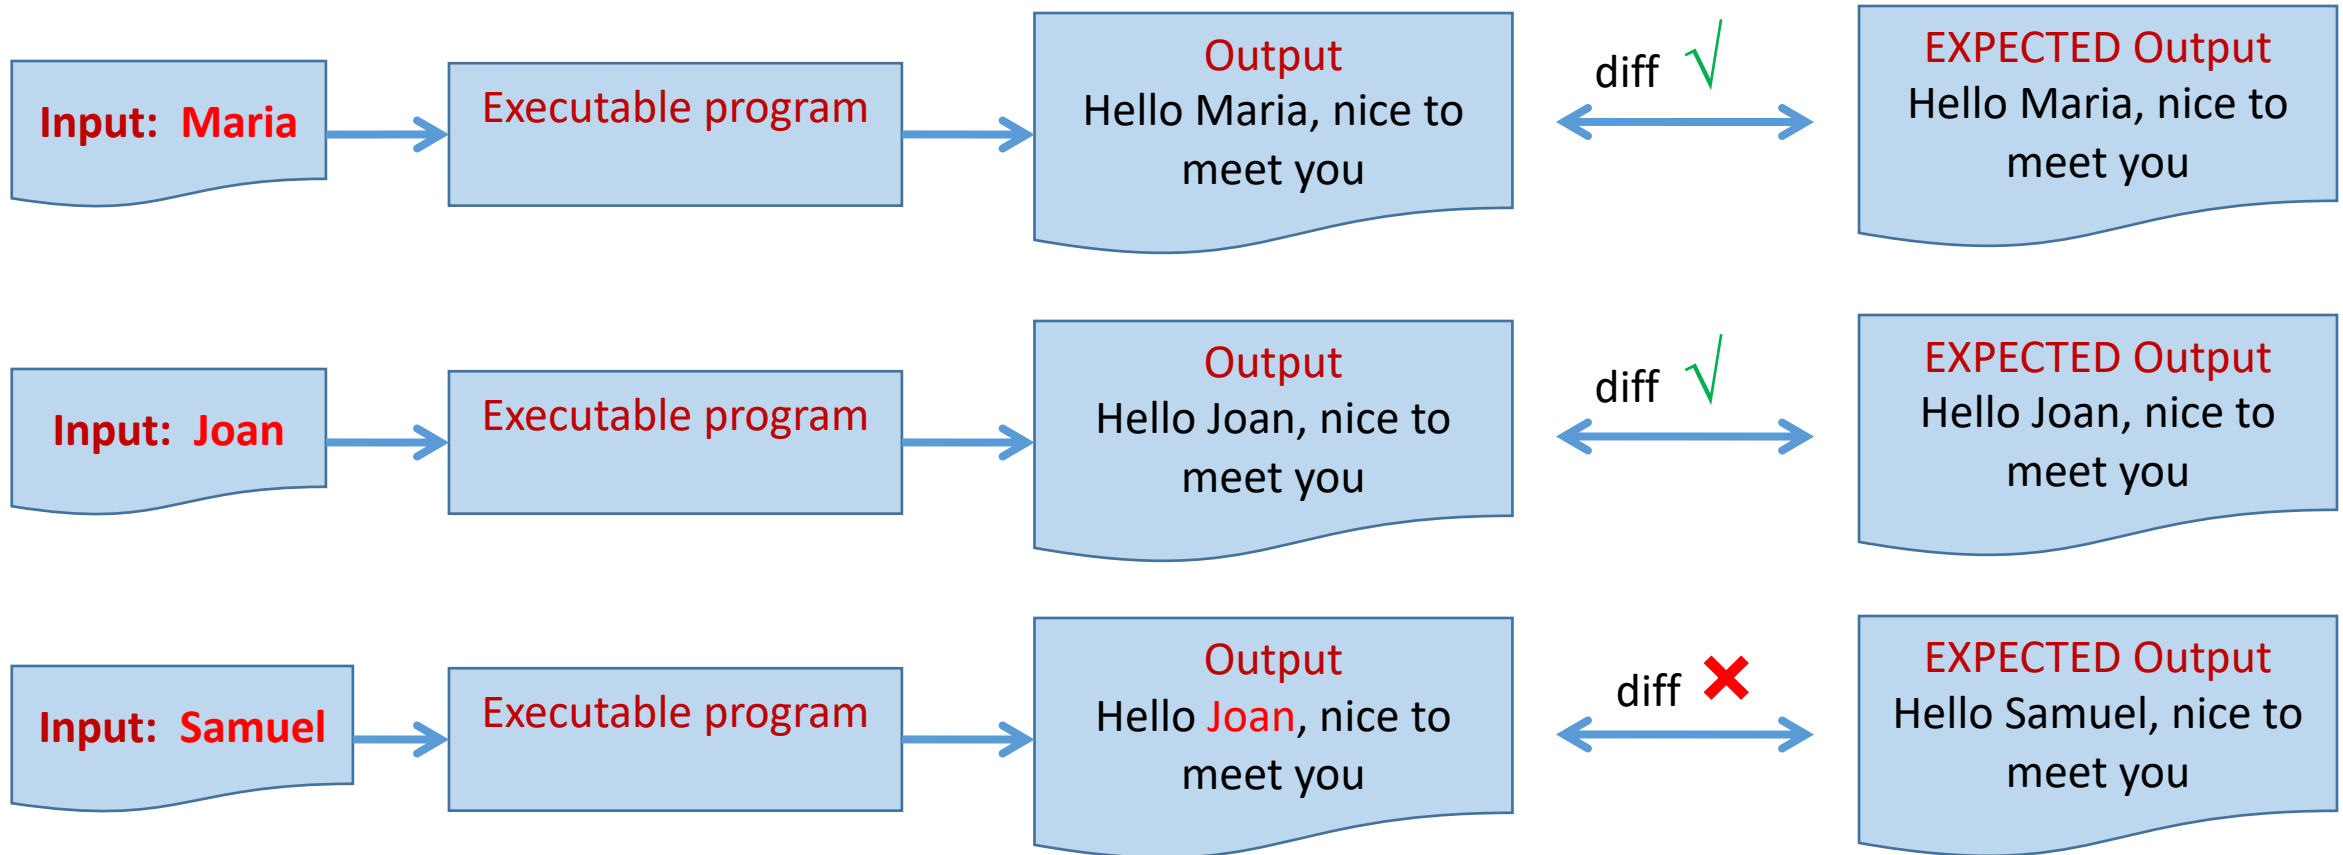 Input: Maria
Executable program
Output
Hello Maria, nice to
meet you
diff √
EXPECTED Output
Hello Maria, nice to
meet you
Input: Joan
Executable program
Output
Hello Joan, nice to
meet you
diff √
EXPECTED Output
Hello Joan, nice to
meet you
Input: Samuel
Executable program
Output
Hello Joan, nice to
meet you
diff ×
EXPECTED Output
Hello Samuel, nice to
meet you